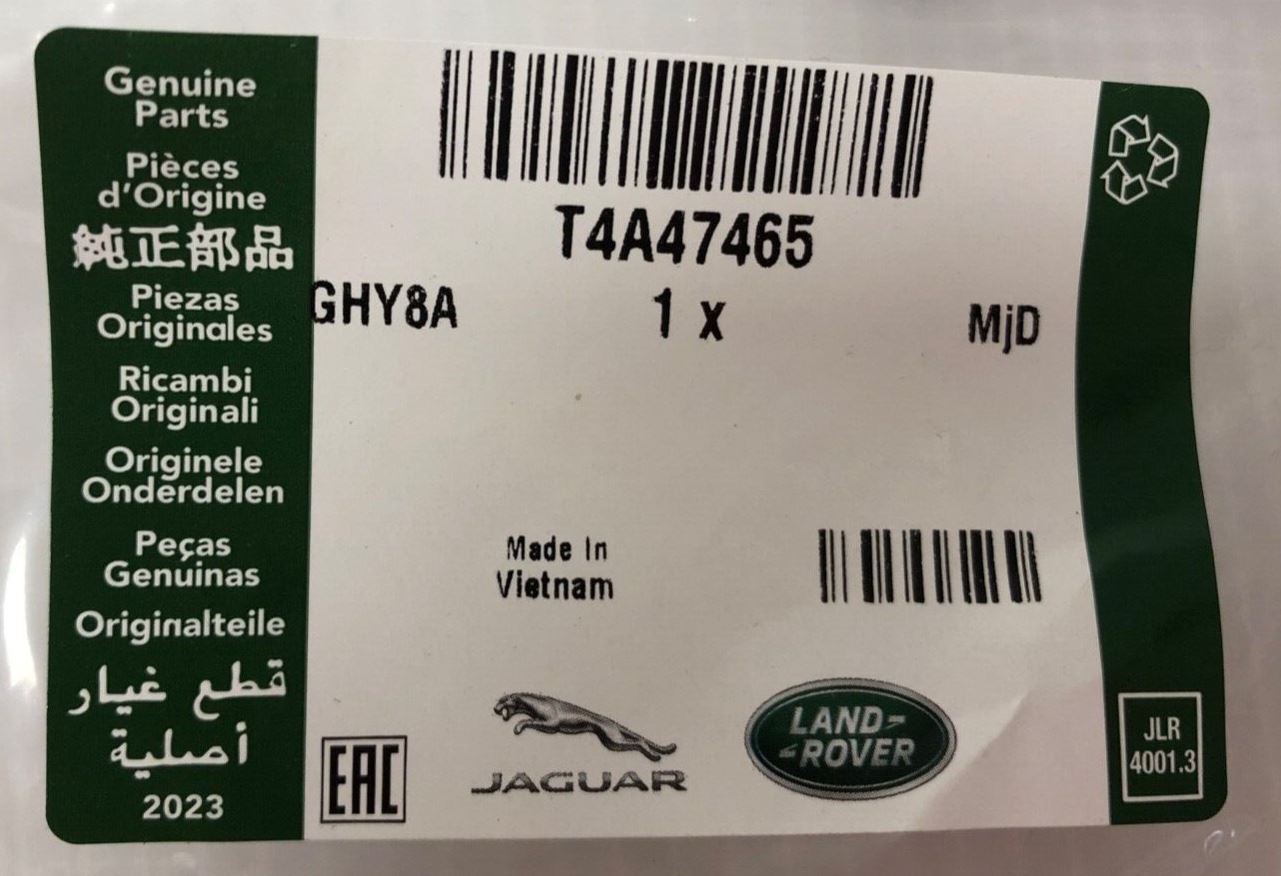 Genuine
Parts
Pièces
d'Origine
純正部品
Piezas
Originales
Ricambi
Originali
Originele
Onderdelen
Peças
Genuinas
Originalteile
قطع غيار
أصلية
2023
T4A47465
GHY8A 1 x MjD
Made In
Vietnam
EAC
JAGUAR
LAND-
-ROVER
JLR
4001.3